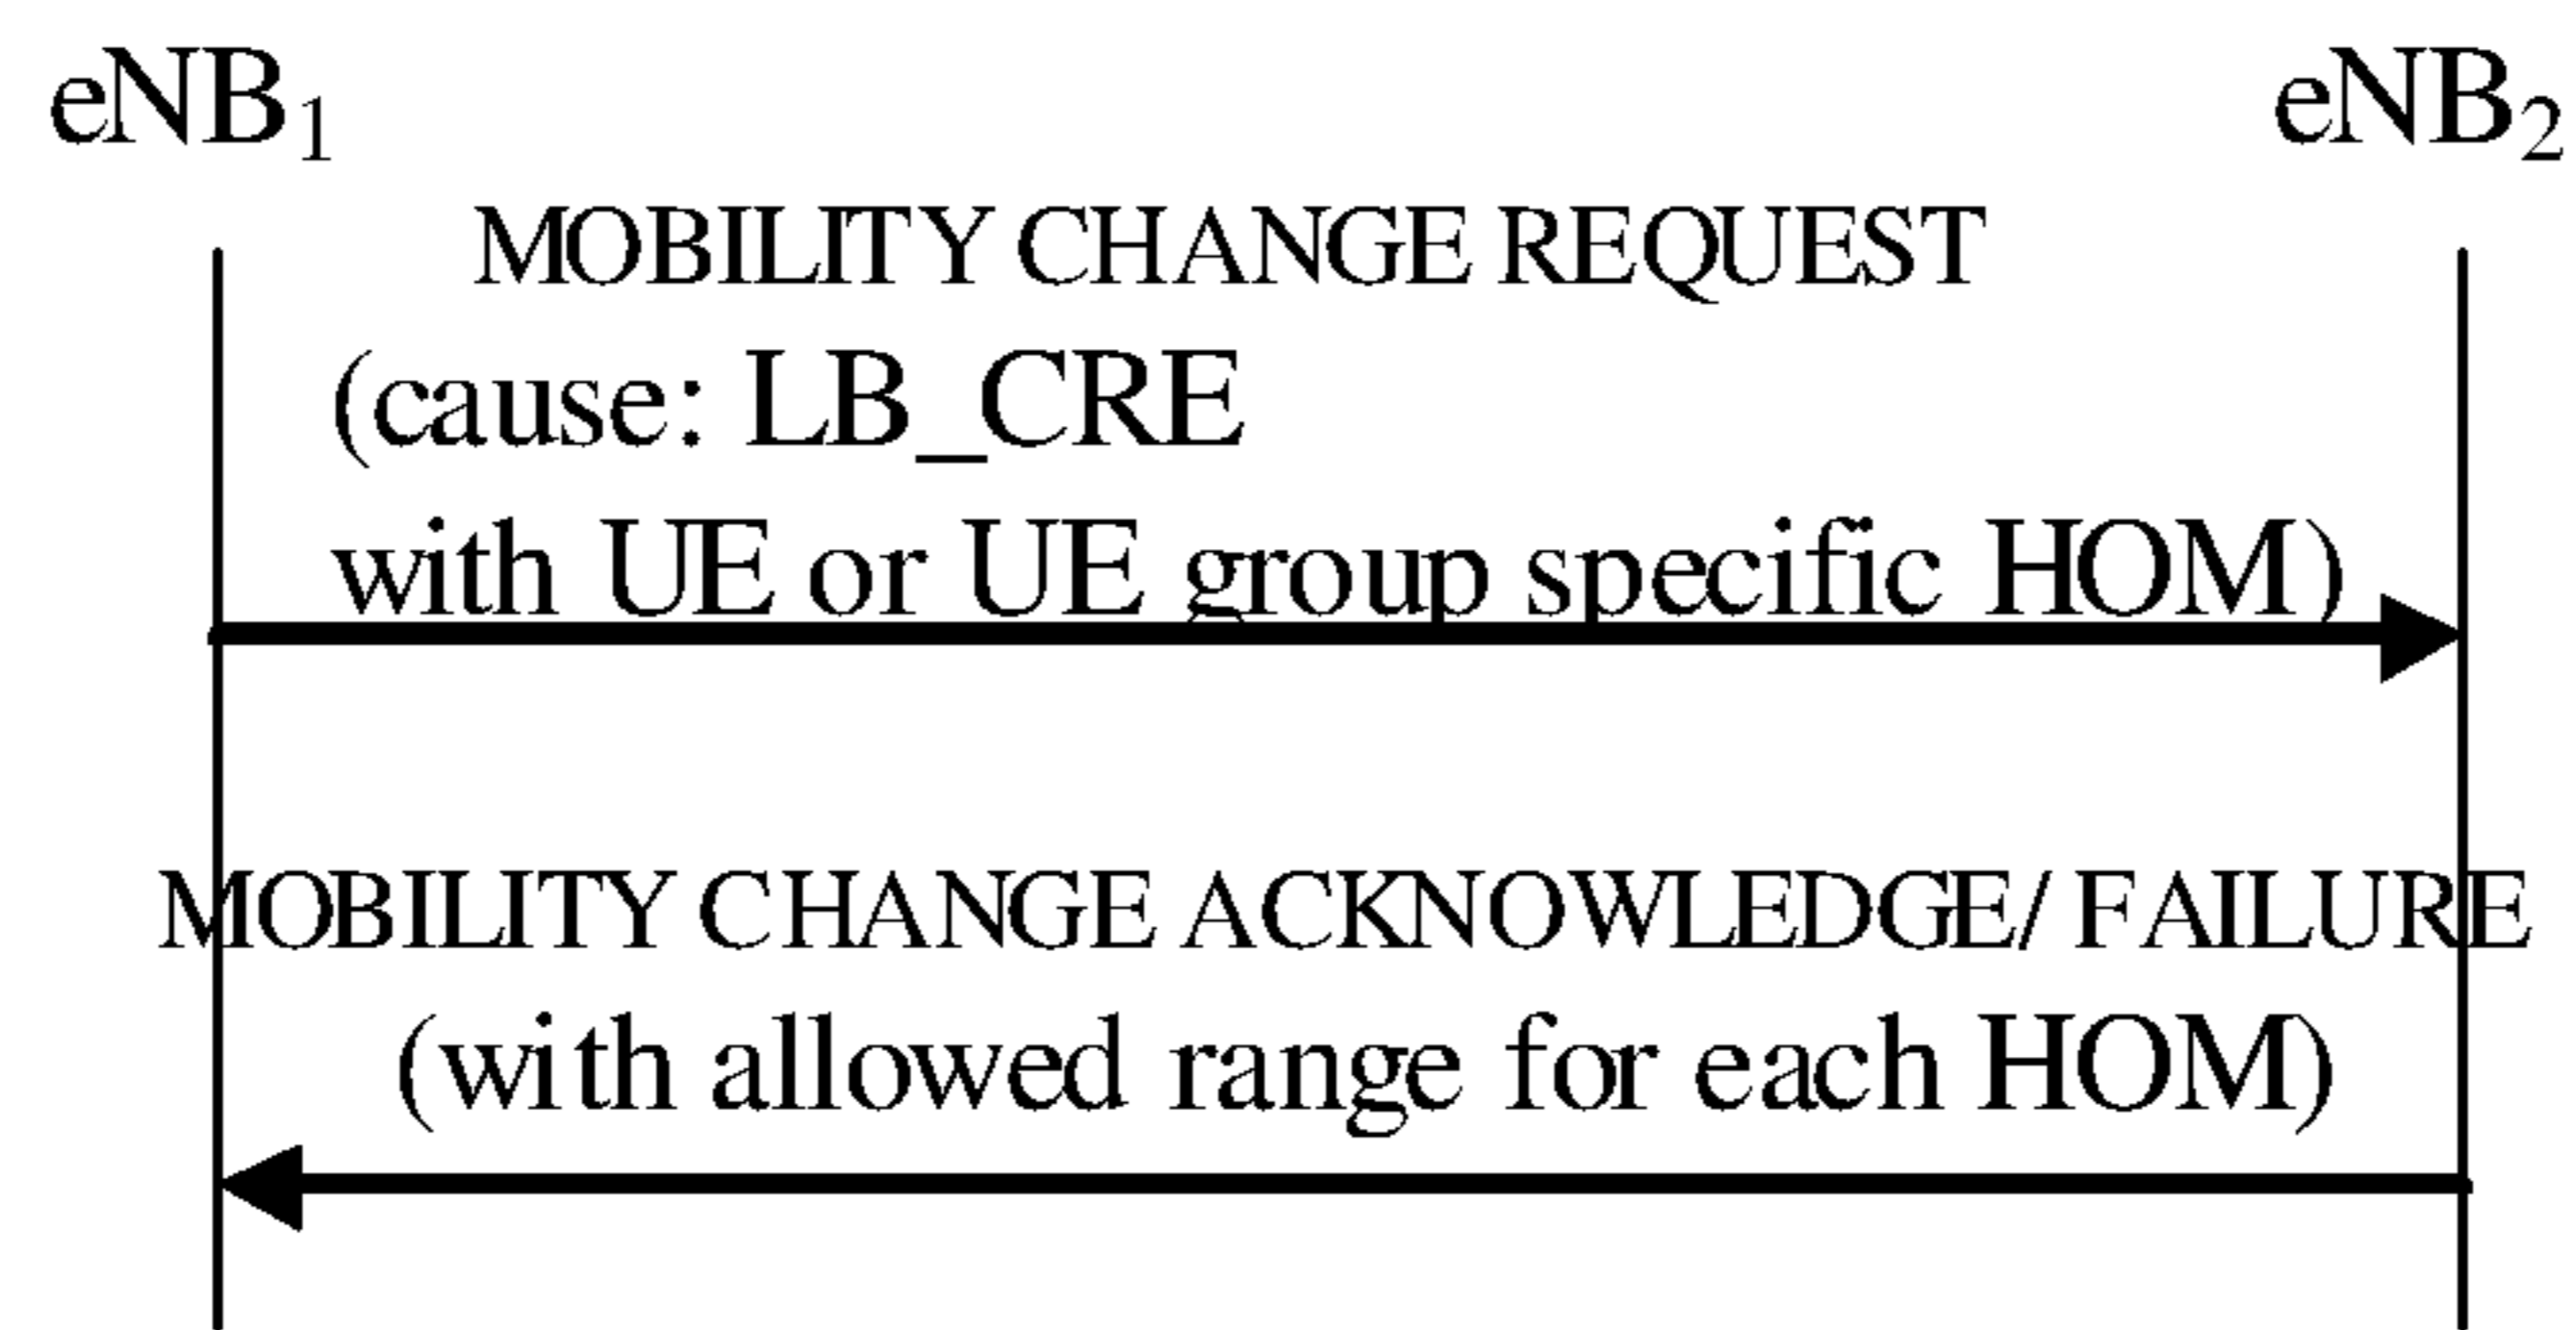 eNB₁ eNB₂
MOBILITY CHANGE REQUEST
(cause: LB_CRE
with UE or UE group specific HOM)
MOBILITY CHANGE ACKNOWLEDGE/ FAILURE
(with allowed range for each HOM)